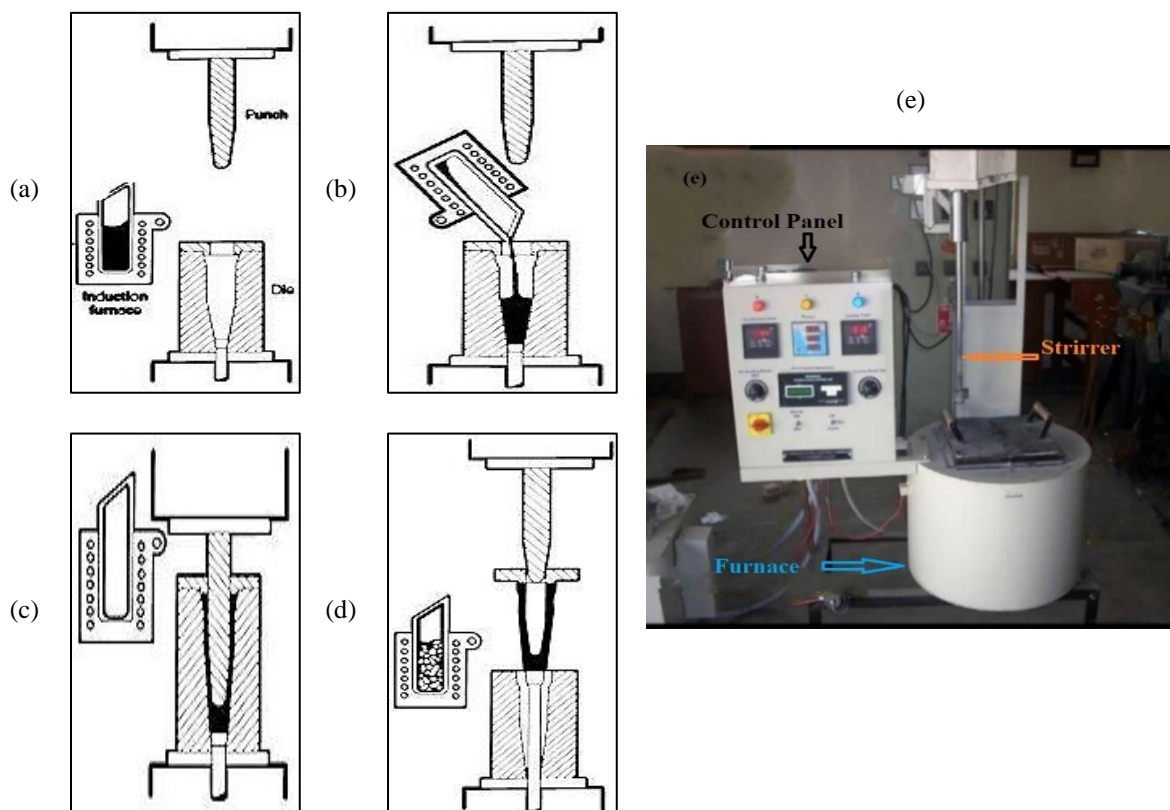 (a)
Punch
Induction
furnace
Die
(b)
(c)
(d)
(e)
(e)
Control Panel
Strirrer
Furnace